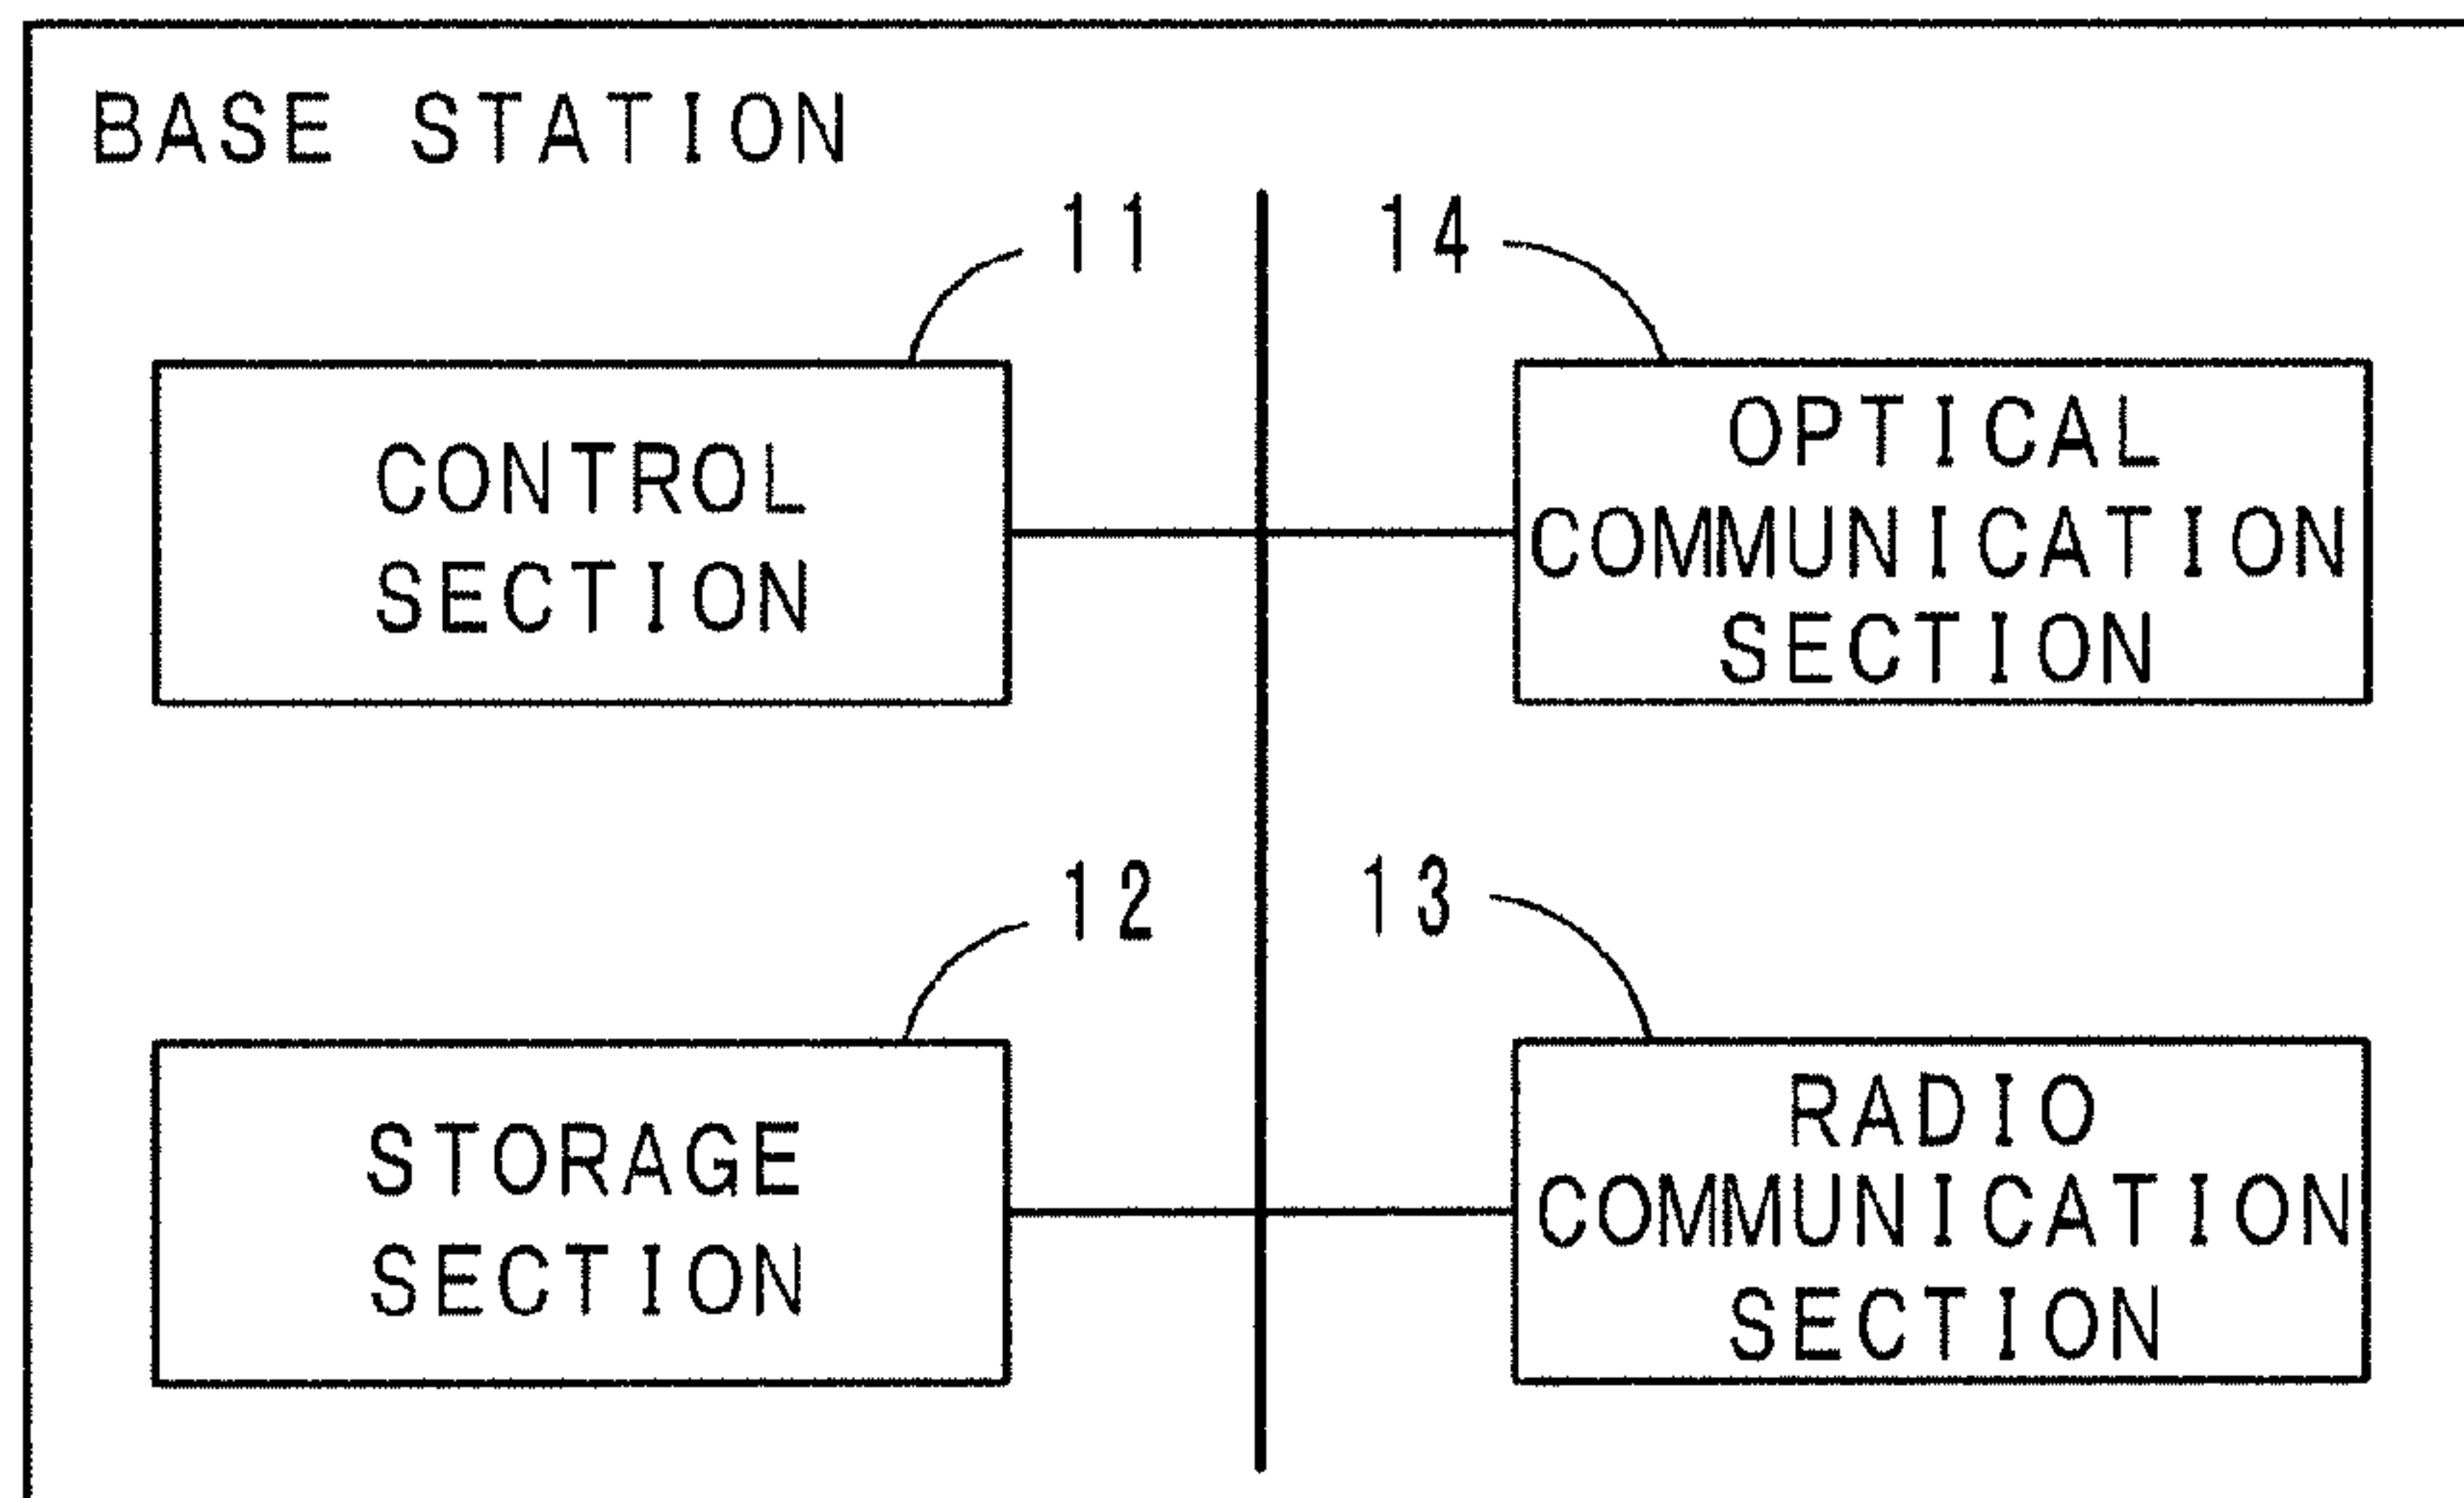 BASE STATION
11
14
CONTROL
SECTION
OPTICAL
COMMUNICATION
SECTION
12
13
STORAGE
SECTION
RADIO
COMMUNICATION
SECTION